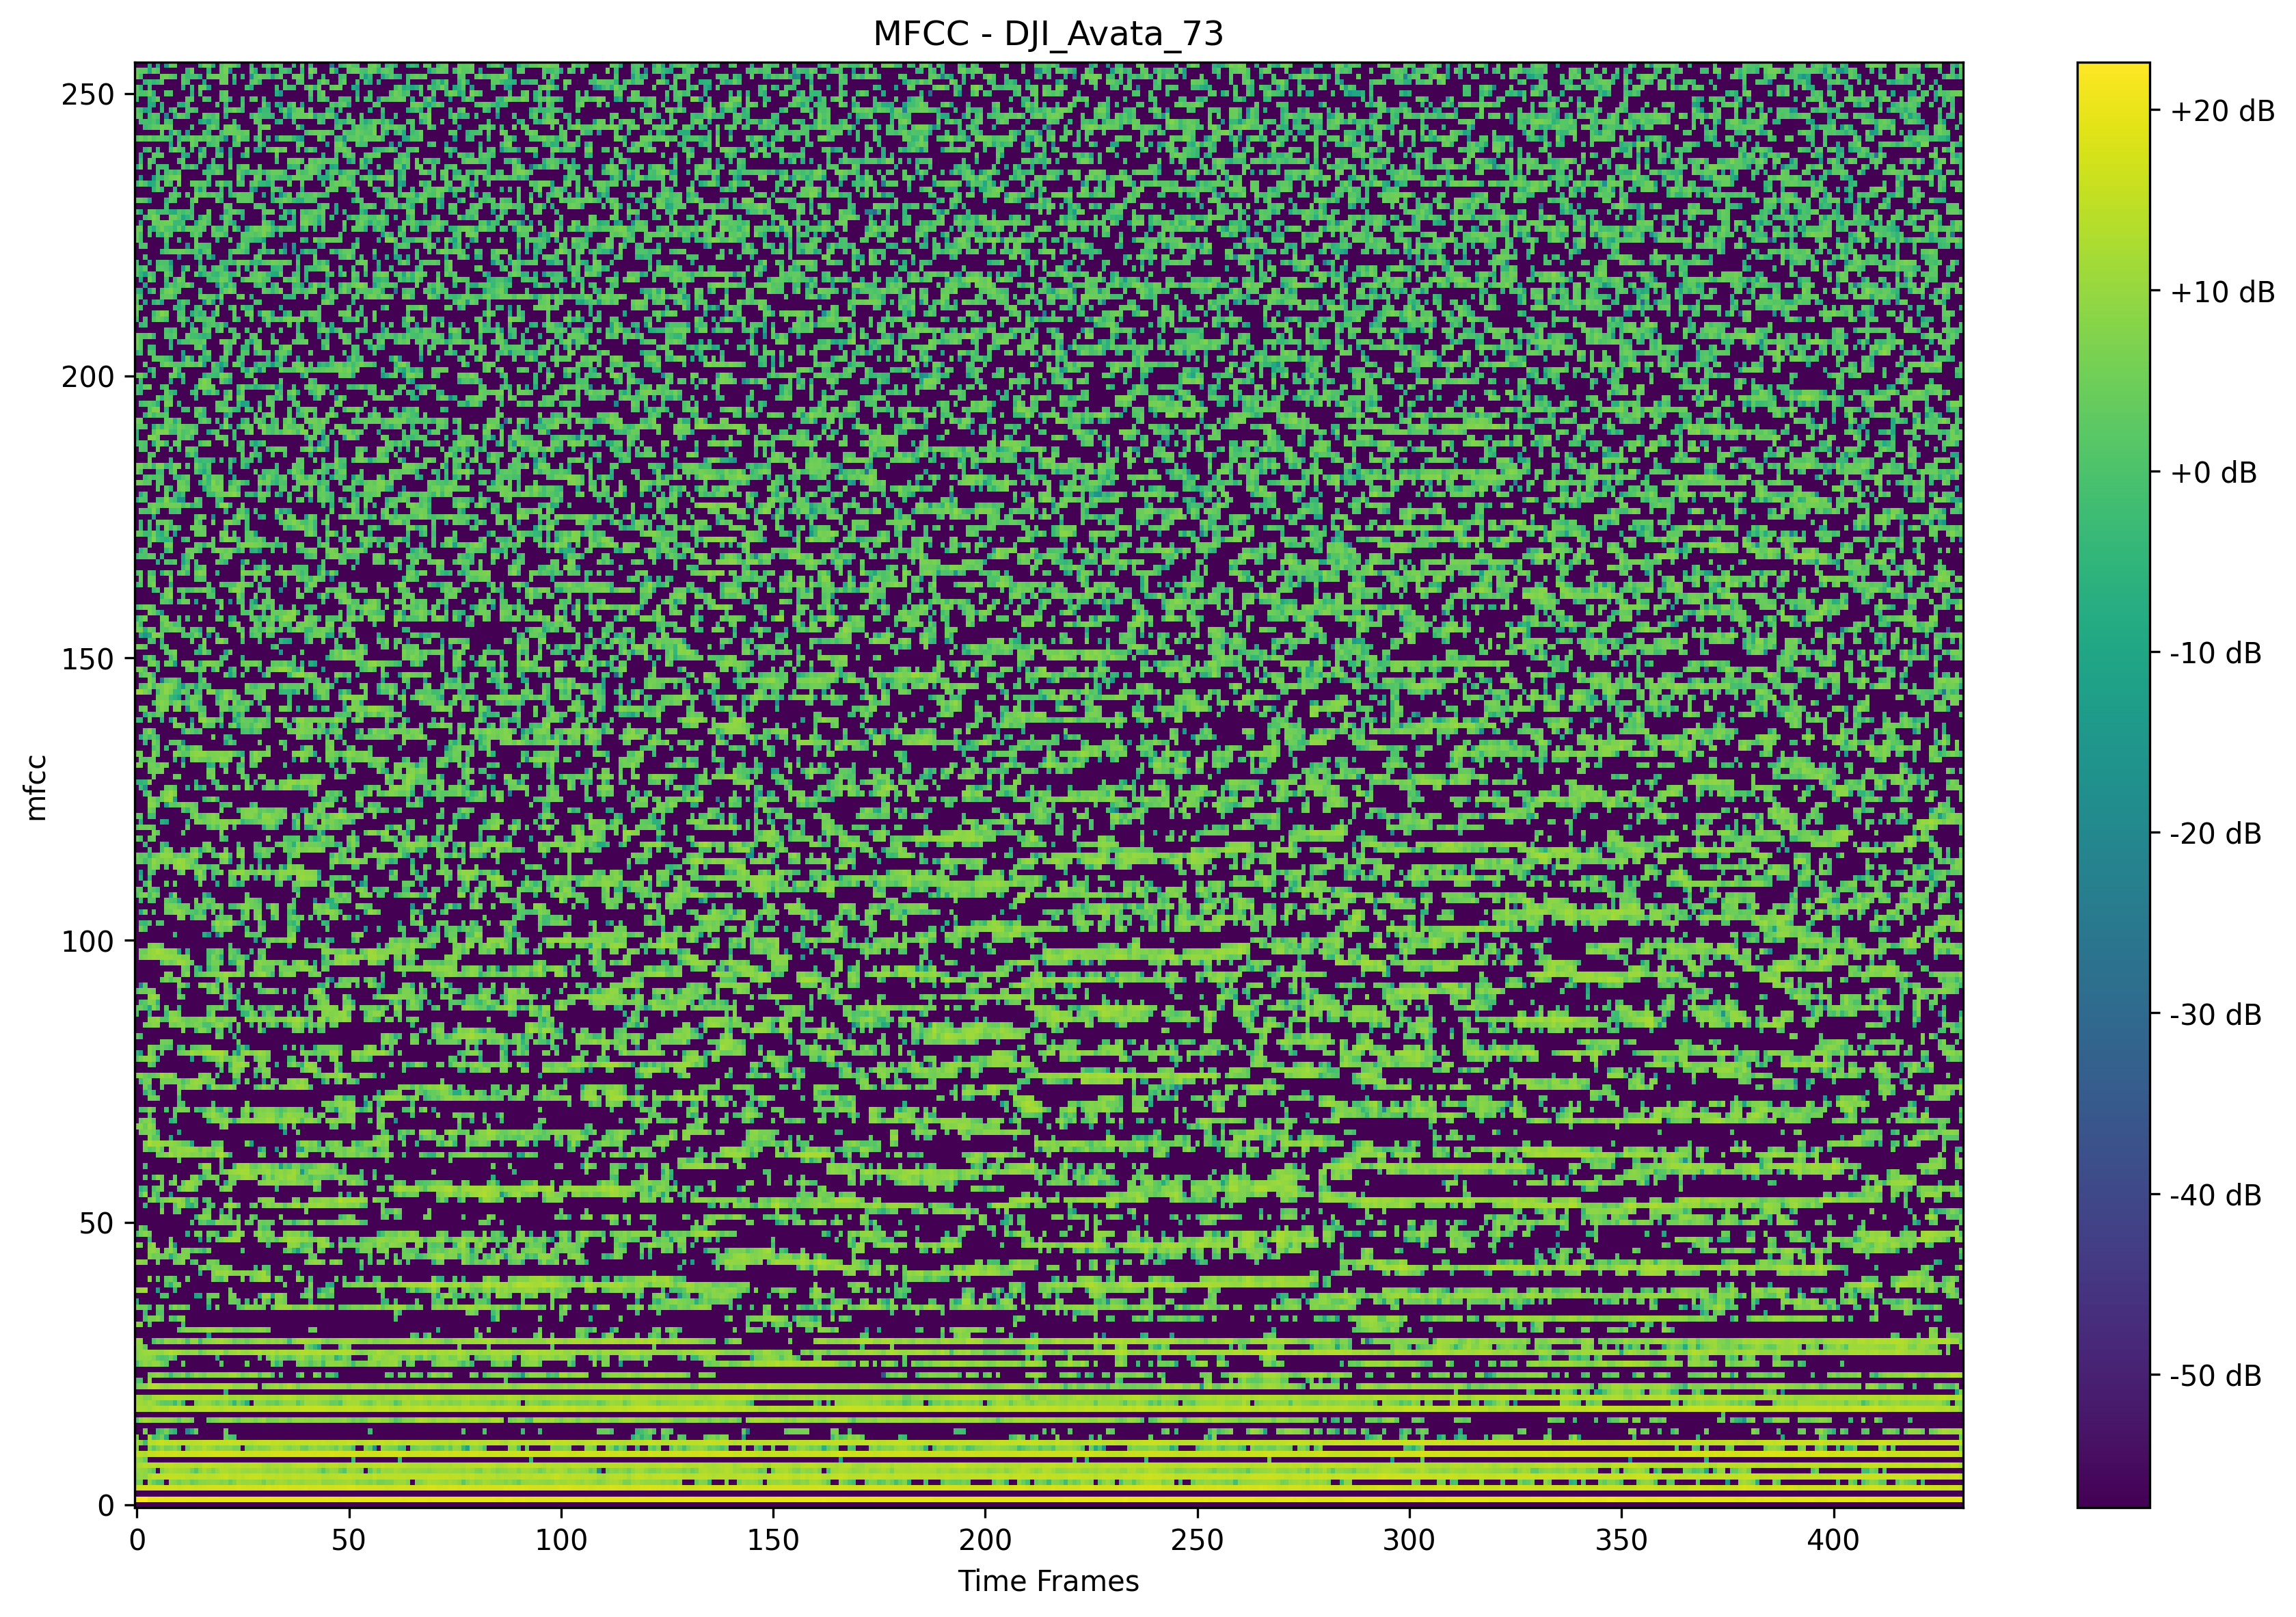 MFCC - DJI_Avata_73
250
200
150
100
50
0
mfcc
0 50 100 150 200 250 300 350 400
Time Frames
+20 dB
+10 dB
+0 dB
-10 dB
-20 dB
-30 dB
-40 dB
-50 dB